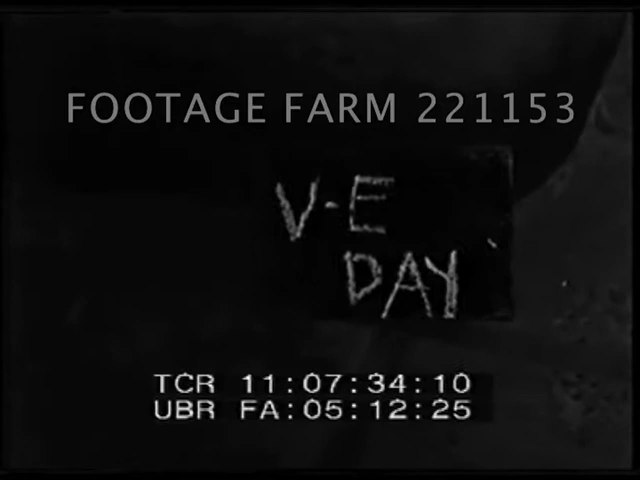 FOOTAGE FARM 221153
V-E
DAY
TCR 11:07:34:10
UBR FA:05:12:25